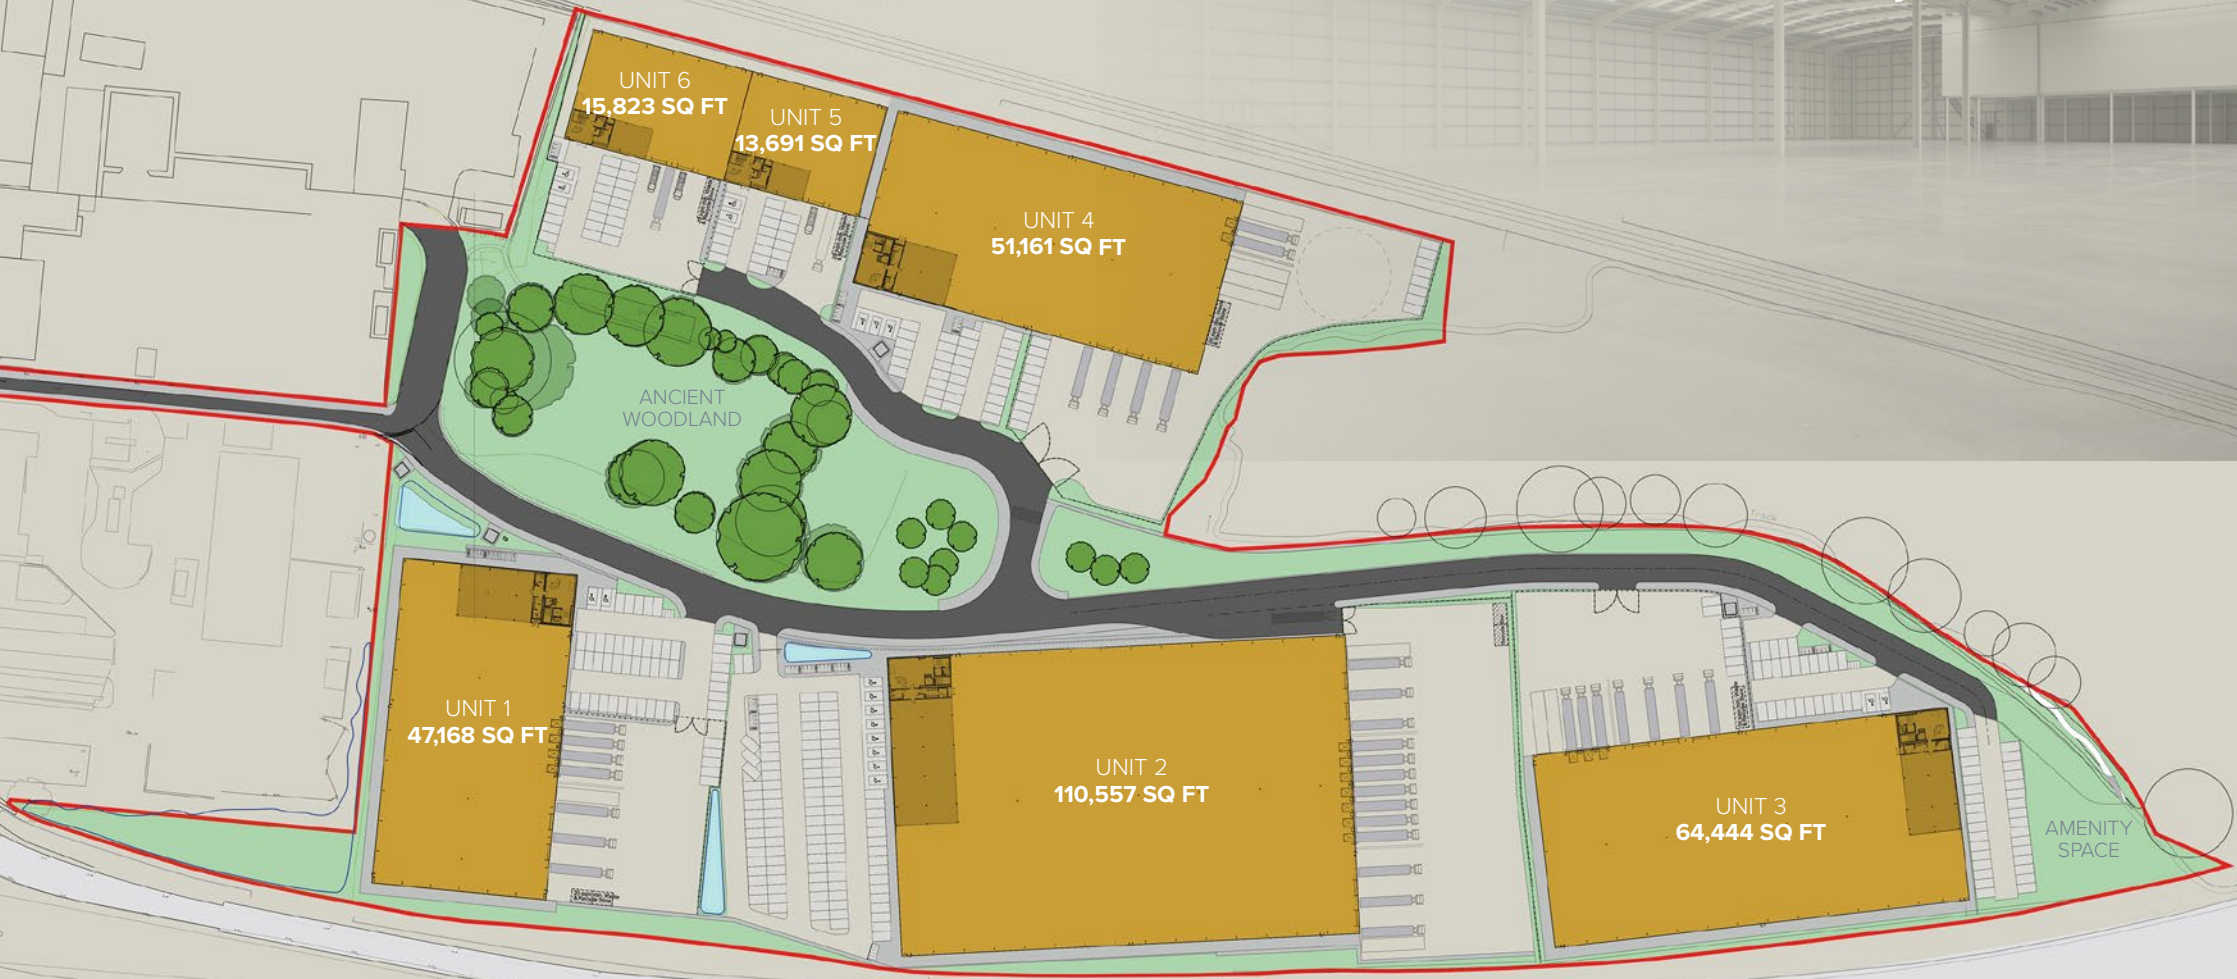 UNIT 6
15,823 SQ FT
UNIT 5
13,691 SQ FT
UNIT 4
51,161 SQ FT
ANCIENT
WOODLAND
UNIT 1
47,168 SQ FT
UNIT 2
110,557 SQ FT
UNIT 3
64,444 SQ FT
AMENITY
SPACE